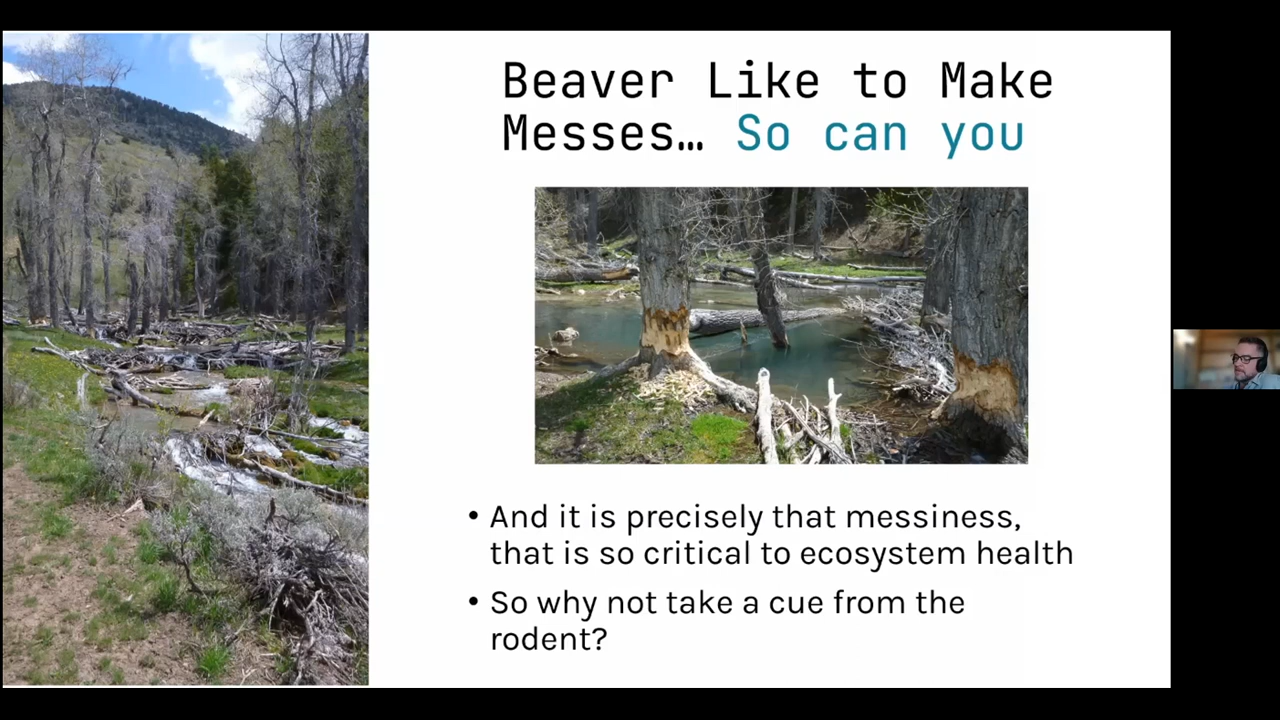 Beaver Like to Make
Messes… So can you
• And it is precisely that messiness,
that is so critical to ecosystem health
• So why not take a cue from the
rodent?